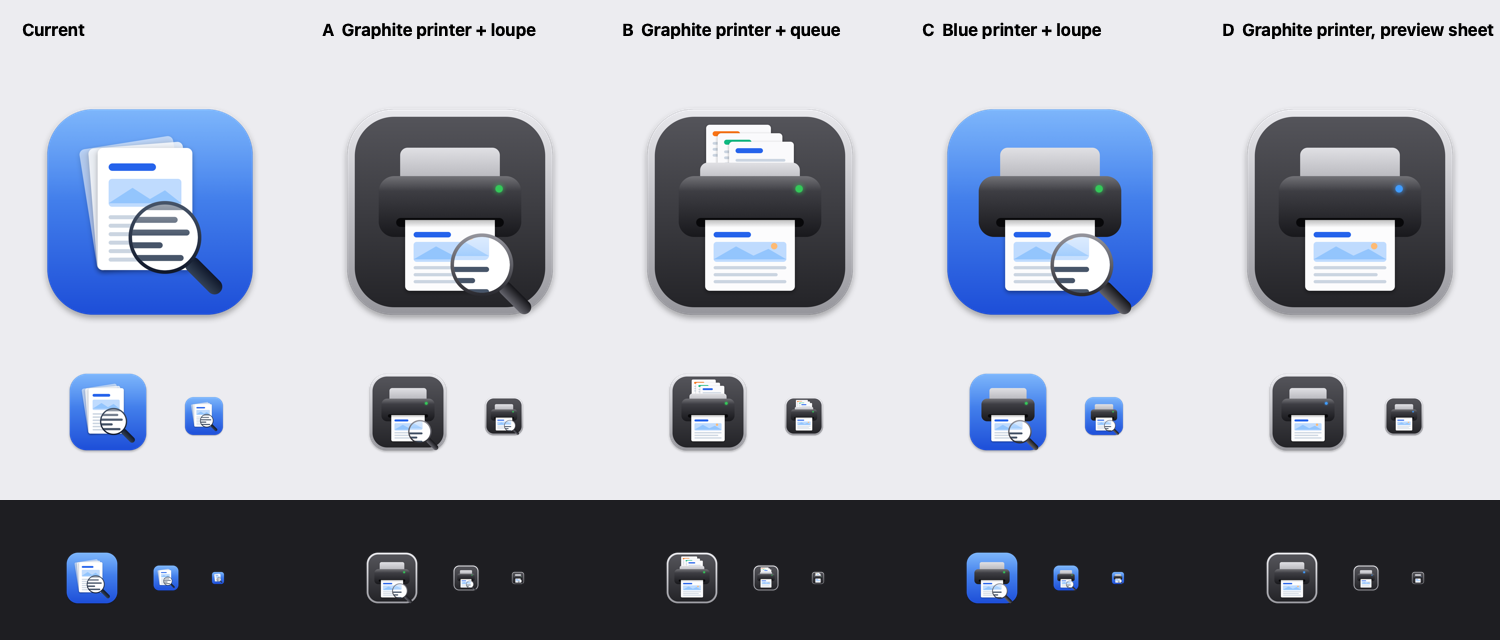 Current
A Graphite printer + loupe
B Graphite printer + queue
C Blue printer + loupe
D Graphite printer, preview sheet